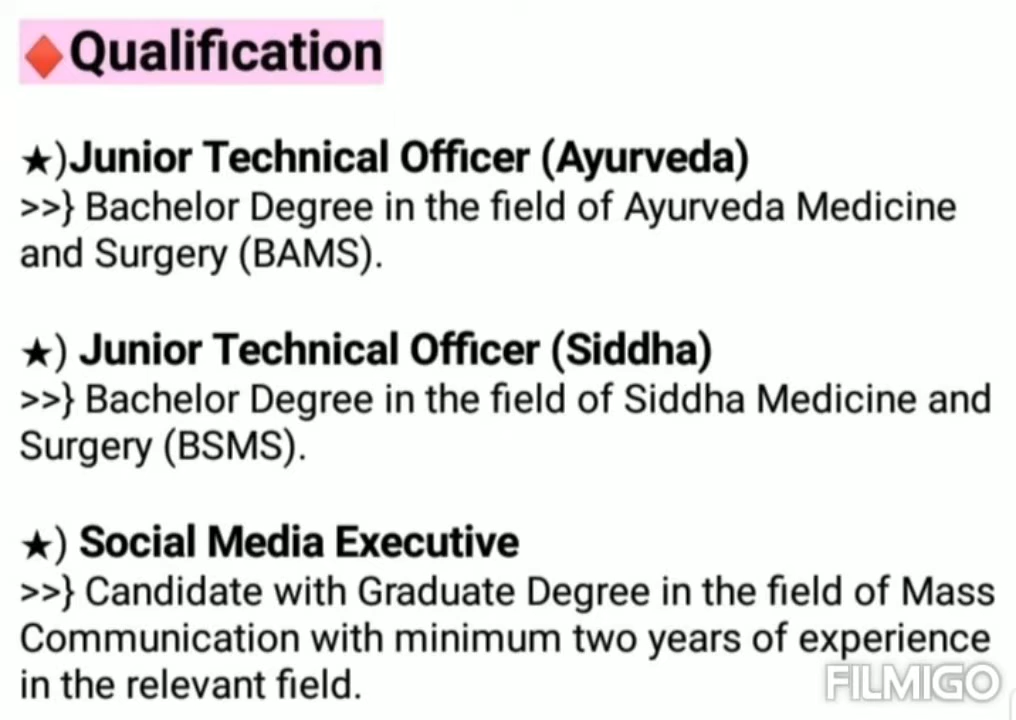 ♦Qualification
★)Junior Technical Officer (Ayurveda)
>>} Bachelor Degree in the field of Ayurveda Medicine
and Surgery (BAMS).
★) Junior Technical Officer (Siddha)
>>} Bachelor Degree in the field of Siddha Medicine and
Surgery (BSMS).
★) Social Media Executive
>>} Candidate with Graduate Degree in the field of Mass
Communication with minimum two years of experience
in the relevant field.
FILMIGO